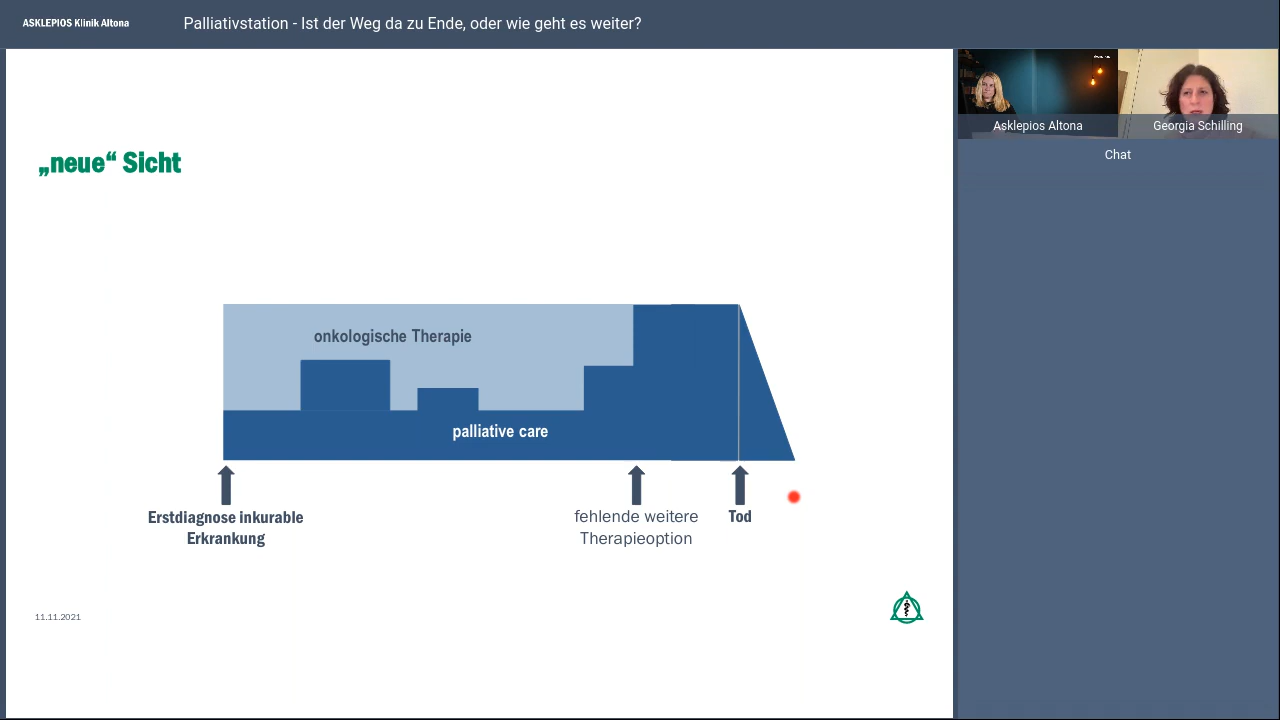 ASKLEPIOS Klinik Altona
Palliativstation - Ist der Weg da zu Ende, oder wie geht es weiter?
Asklepios Altona
Georgia Schilling
Chat
„neue“ Sicht
onkologische Therapie
palliative care
Erstdiagnose inkurable
Erkrankung
fehlende weitere
Therapieoption
Tod
11.11.2021